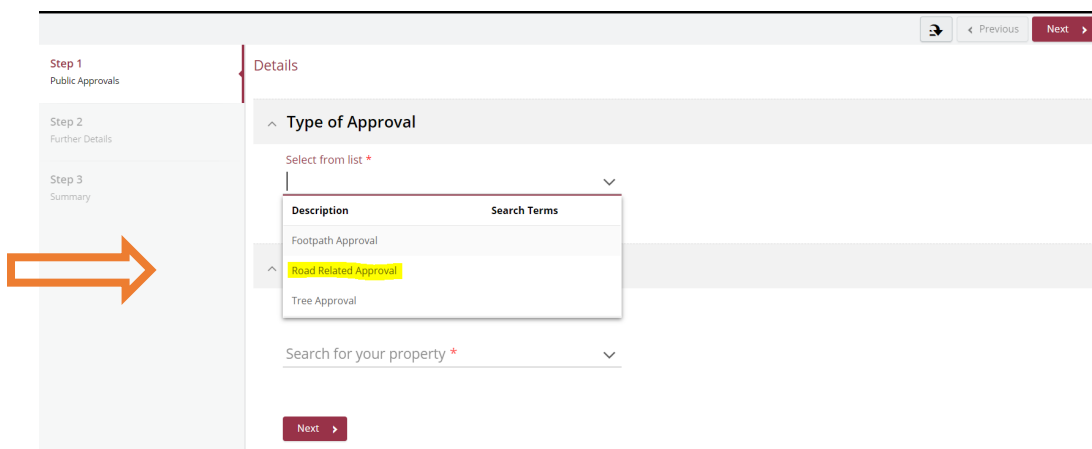 Previous
Next
Step 1
Public Approvals
Details
Step 2
Further Details
Type of Approval
Select from list *
Step 3
Summary
Description Search Terms
Footpath Approval
Road Related Approval
Tree Approval
Search for your property *
Next